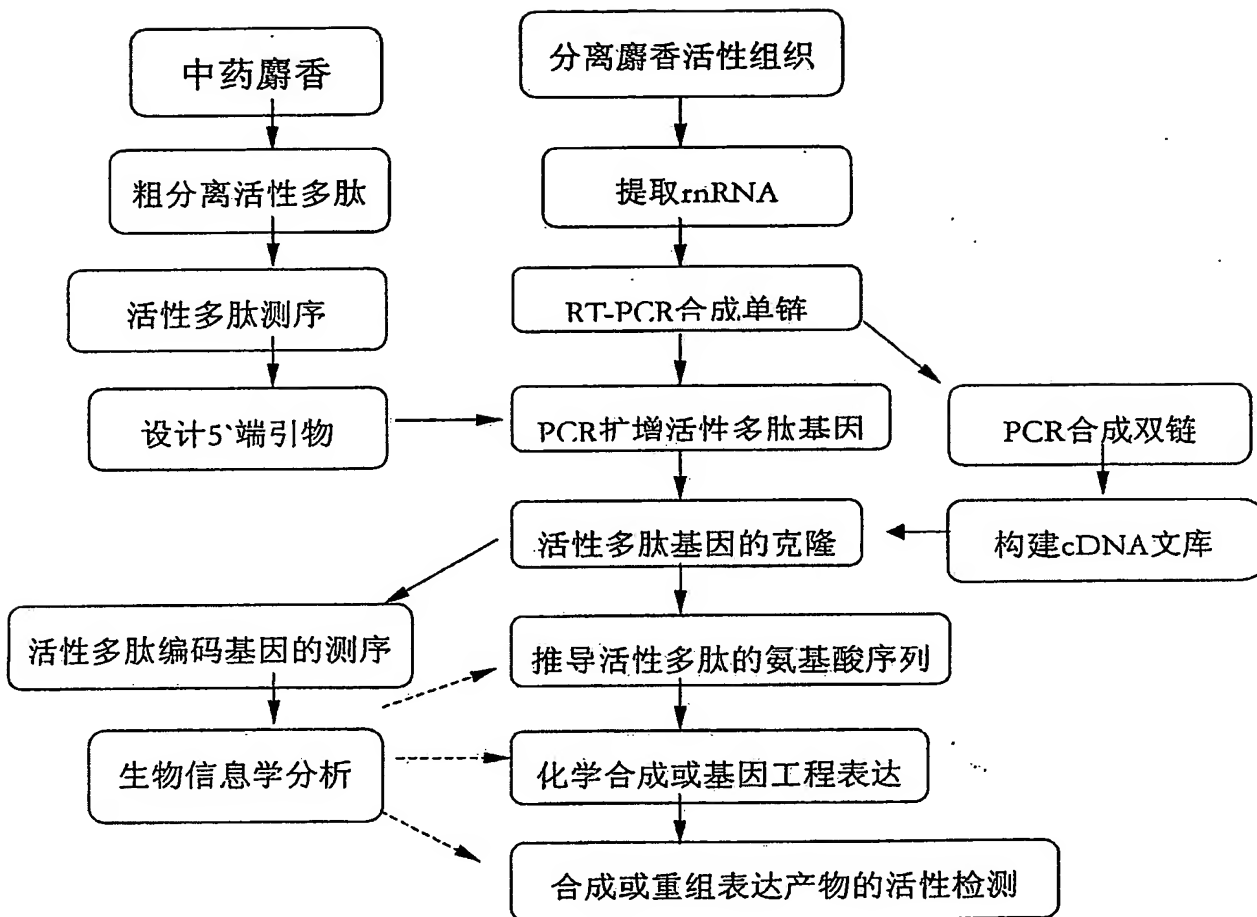 中药麝香
分离麝香活性组织
粗分离活性多肽
提取mRNA
活性多肽测序
RT-PCR合成单链
设计5`端引物
PCR扩增活性多肽基因
PCR合成双链
活性多肽基因的克隆
构建cDNA文库
活性多肽编码基因的测序
推导活性多肽的氨基酸序列
生物信息学分析
化学合成或基因工程表达
合成或重组表达产物的活性检测